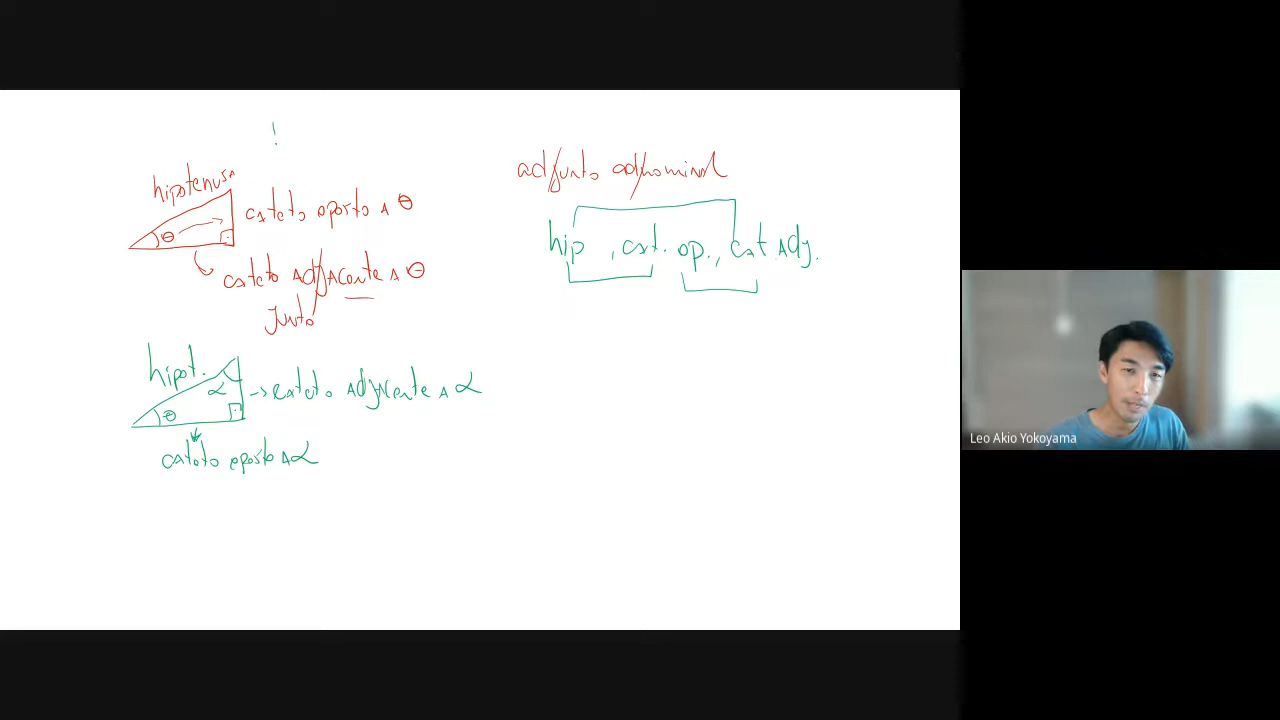 !
hipotenusa
cateto oposto a θ
θ
cateto adjacente a θ
junto
hipot.
α
θ
→ cateto adjacente a α
cateto oposto a α
adjunto adnominal
hip, cat. op., cat adj.
Leo Akio Yokoyama